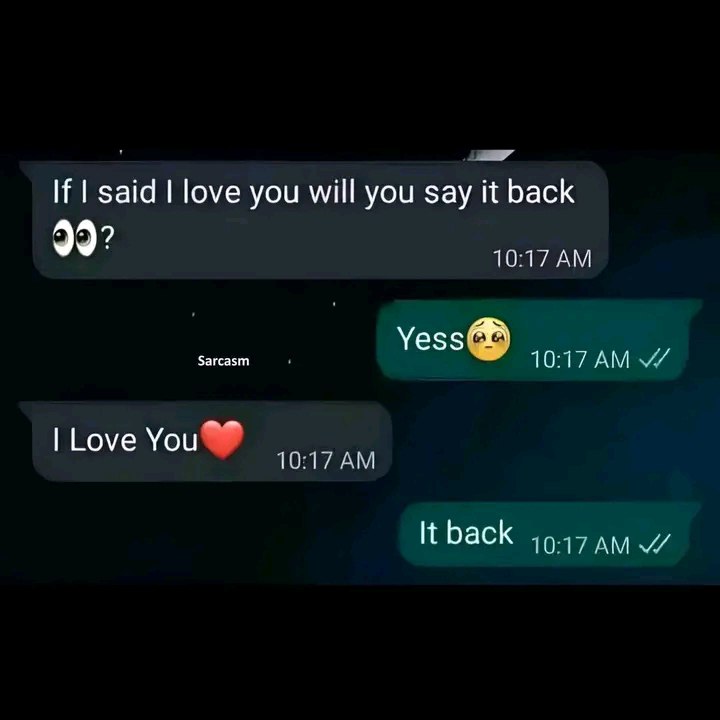 If I said I love you will you say it back
👀?
10:17 AM
Yess🥹 10:17 AM
Sarcasm
I Love You❤️ 10:17 AM
It back 10:17 AM